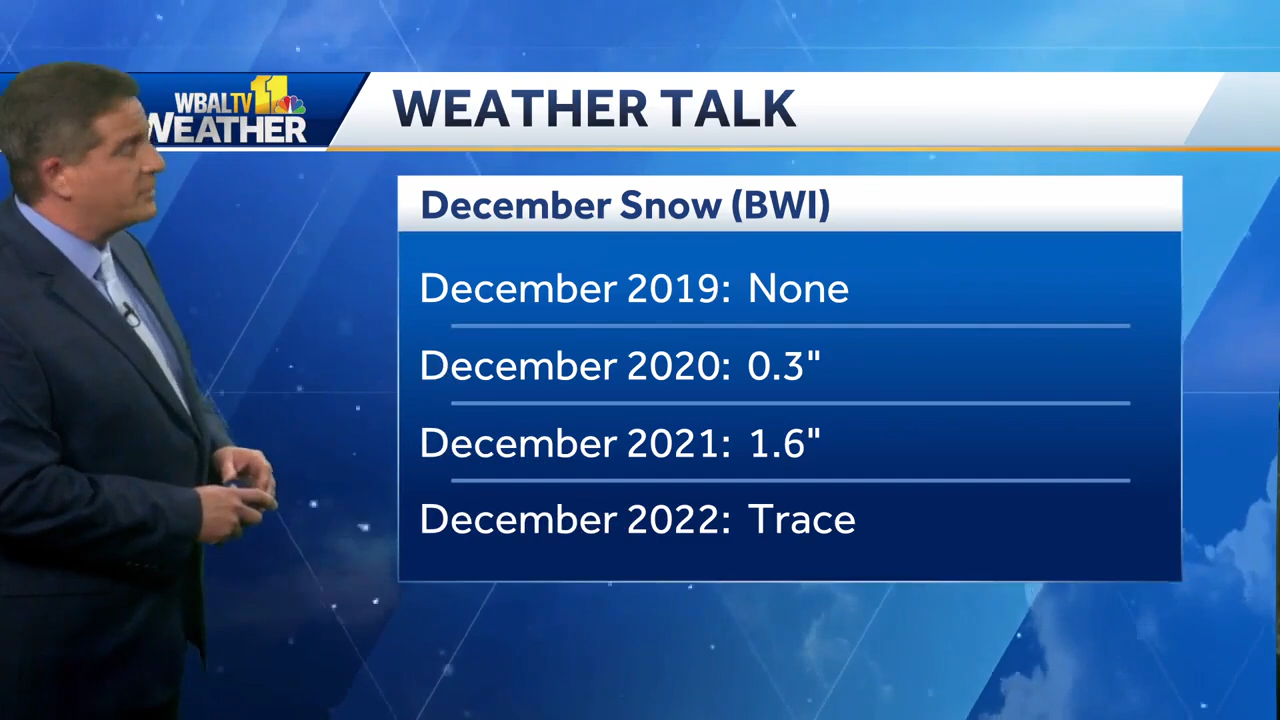 WBALTV 11
WEATHER
WEATHER TALK
December Snow (BWI)
December 2019: None
December 2020: 0.3"
December 2021: 1.6"
December 2022: Trace